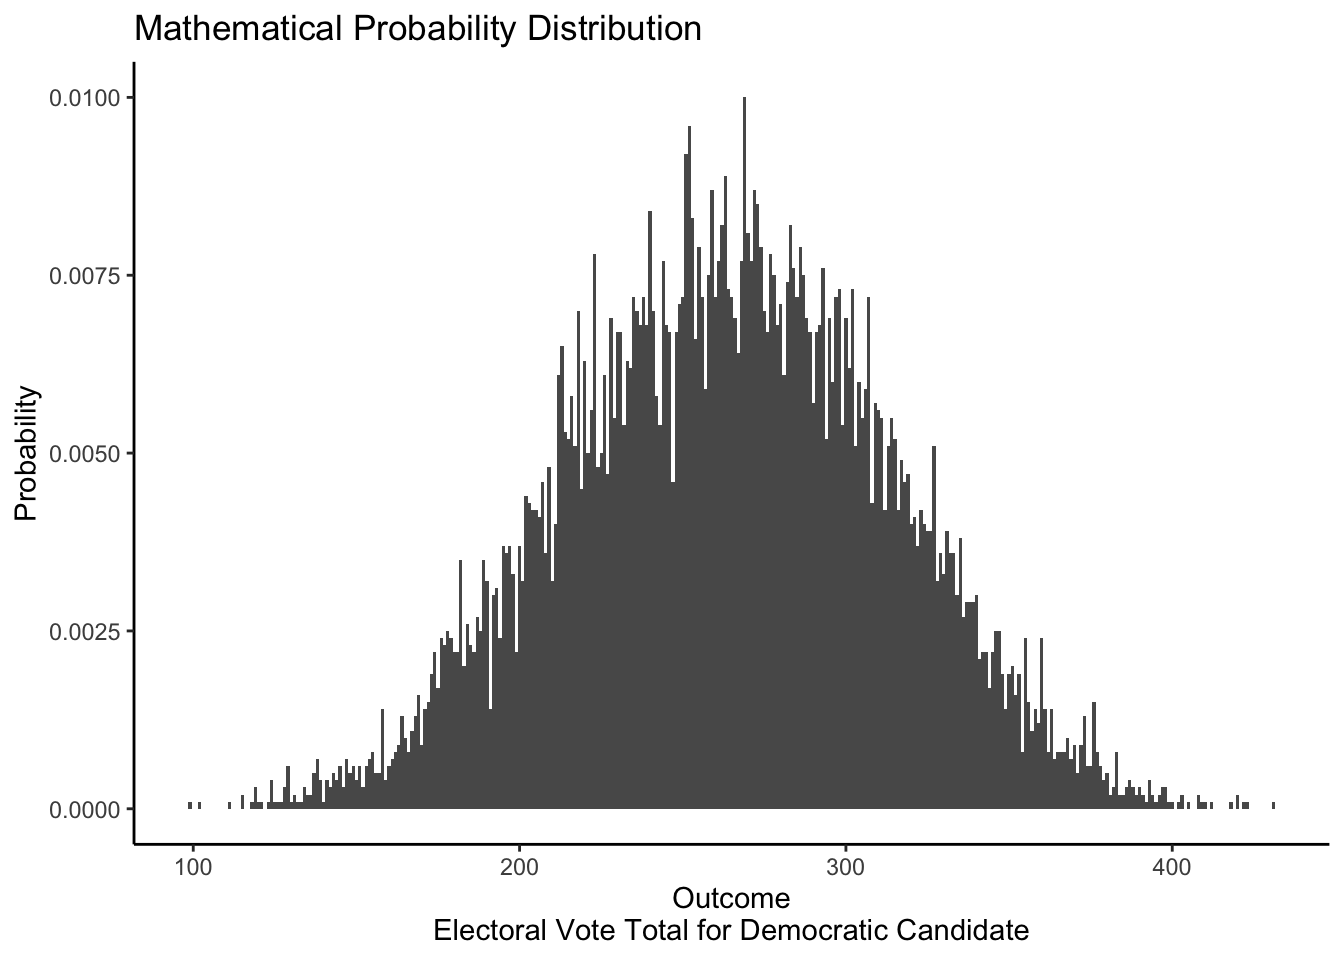 Mathematical Probability Distribution
0.0100
0.0075
0.0050
0.0025
0.0000
Probability
100 200 300 400
Outcome
Electoral Vote Total for Democratic Candidate